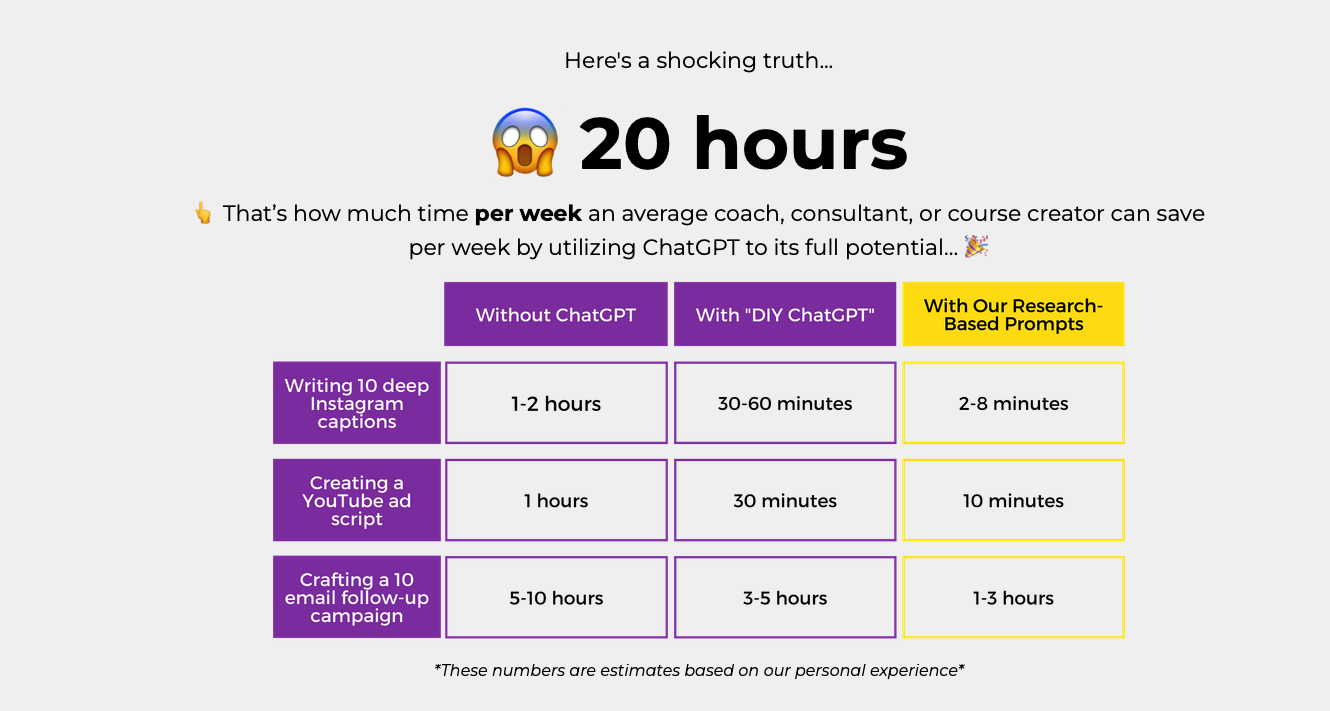 Here's a shocking truth...
😱 20 hours
👆 That’s how much time per week an average coach, consultant, or course creator can save
per week by utilizing ChatGPT to its full potential... 🎉
Without ChatGPT
With "DIY ChatGPT"
With Our Research-
Based Prompts
Writing 10 deep
Instagram
captions
1-2 hours
30-60 minutes
2-8 minutes
Creating a
YouTube ad
script
1 hours
30 minutes
10 minutes
Crafting a 10
email follow-up
campaign
5-10 hours
3-5 hours
1-3 hours
*These numbers are estimates based on our personal experience*